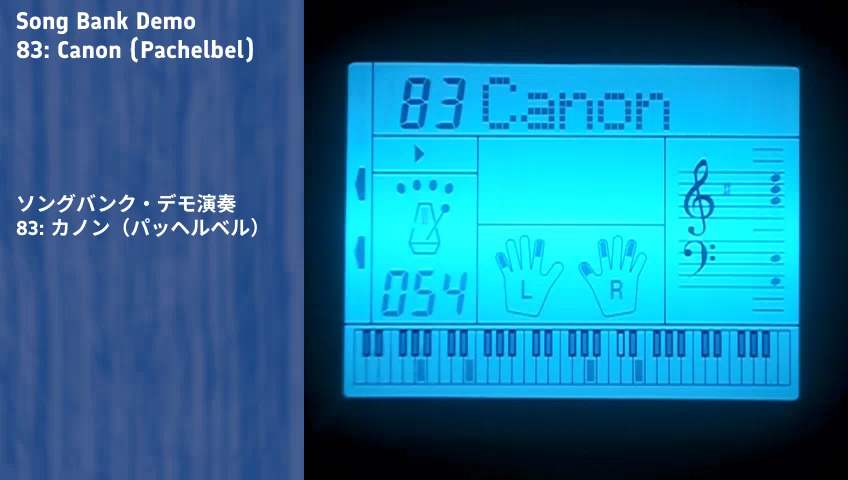 Song Bank Demo
83: Canon (Pachelbel)
ソングバンク・デモ演奏
83: カノン（パッヘルベル）
83 Canon
054
L R